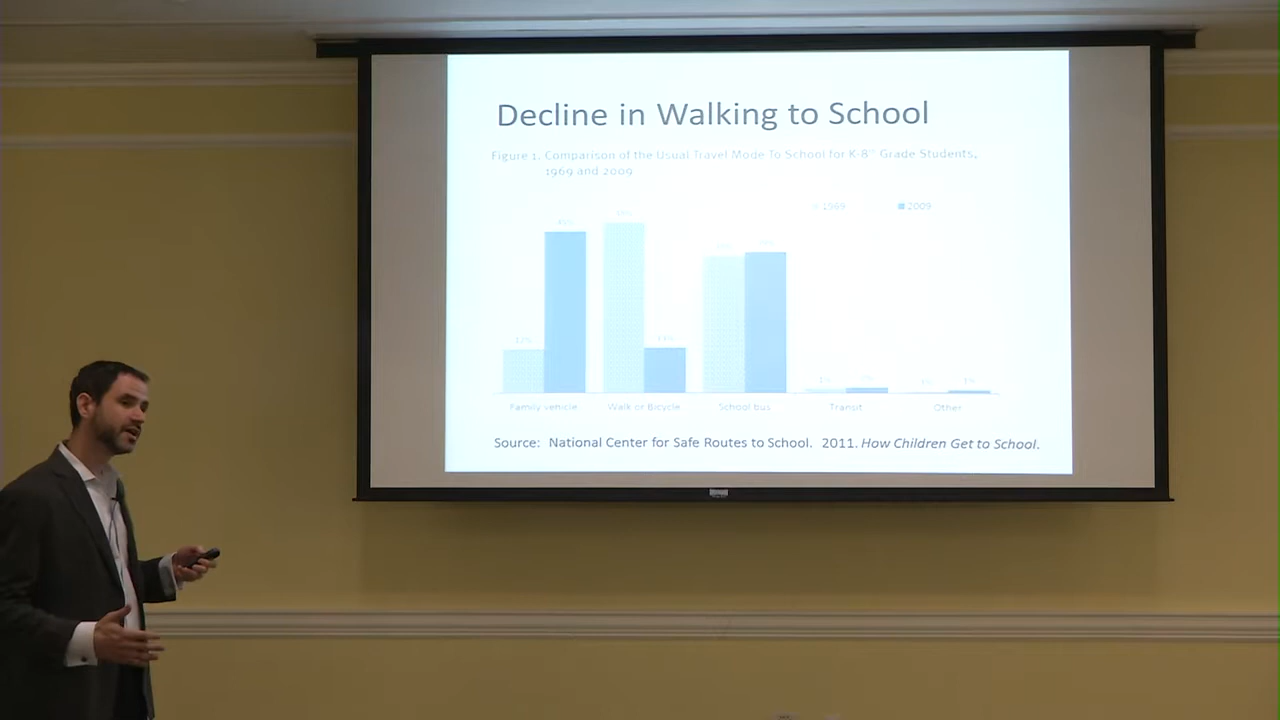 Decline in Walking to School
Figure 1. Comparison of the Usual Travel Mode To School for K-8th Grade Students,
1969 and 2009
1969 2009
12%
Family vehicle Walk or Bicycle School bus Transit Other
Source: National Center for Safe Routes to School. 2011. How Children Get to School.